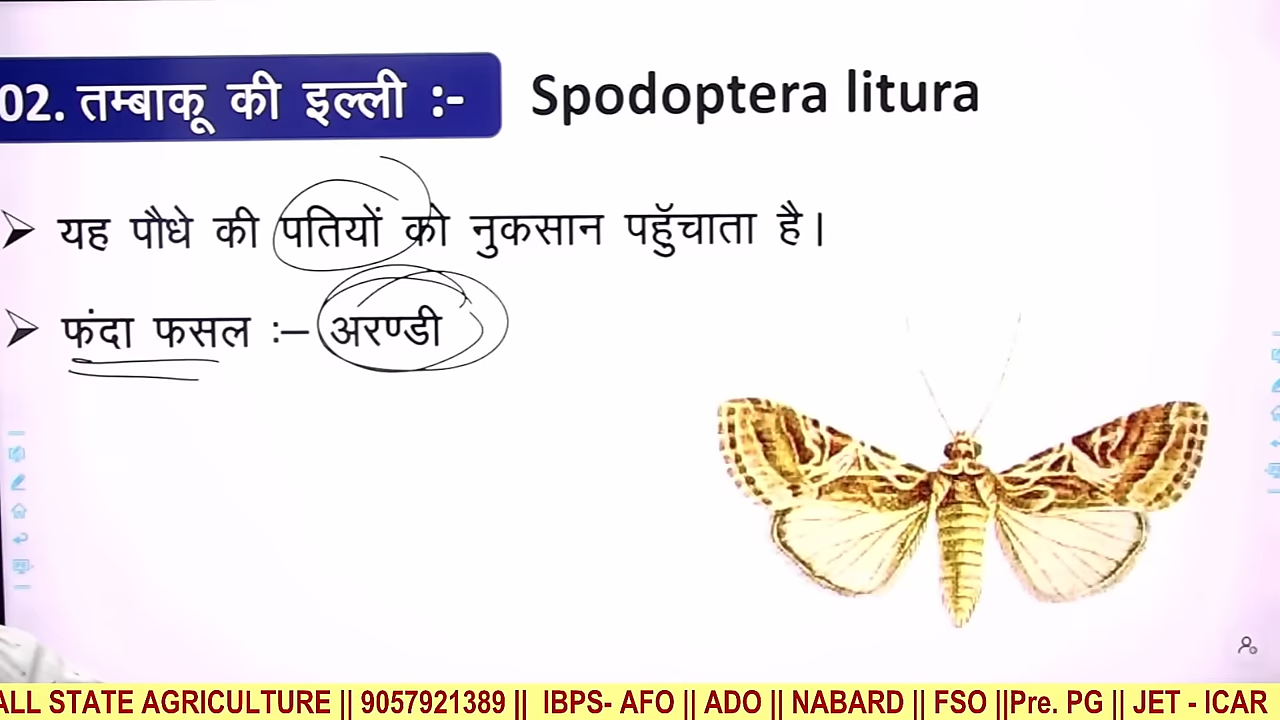 02. तम्बाकू की इल्ली :-
Spodoptera litura
यह पौधे की पतियों को नुकसान पहुँचाता है।
फंदा फसल :– अरण्डी
ALL STATE AGRICULTURE || 9057921389 || IBPS- AFO || ADO || NABARD || FSO ||Pre. PG || JET - ICAR